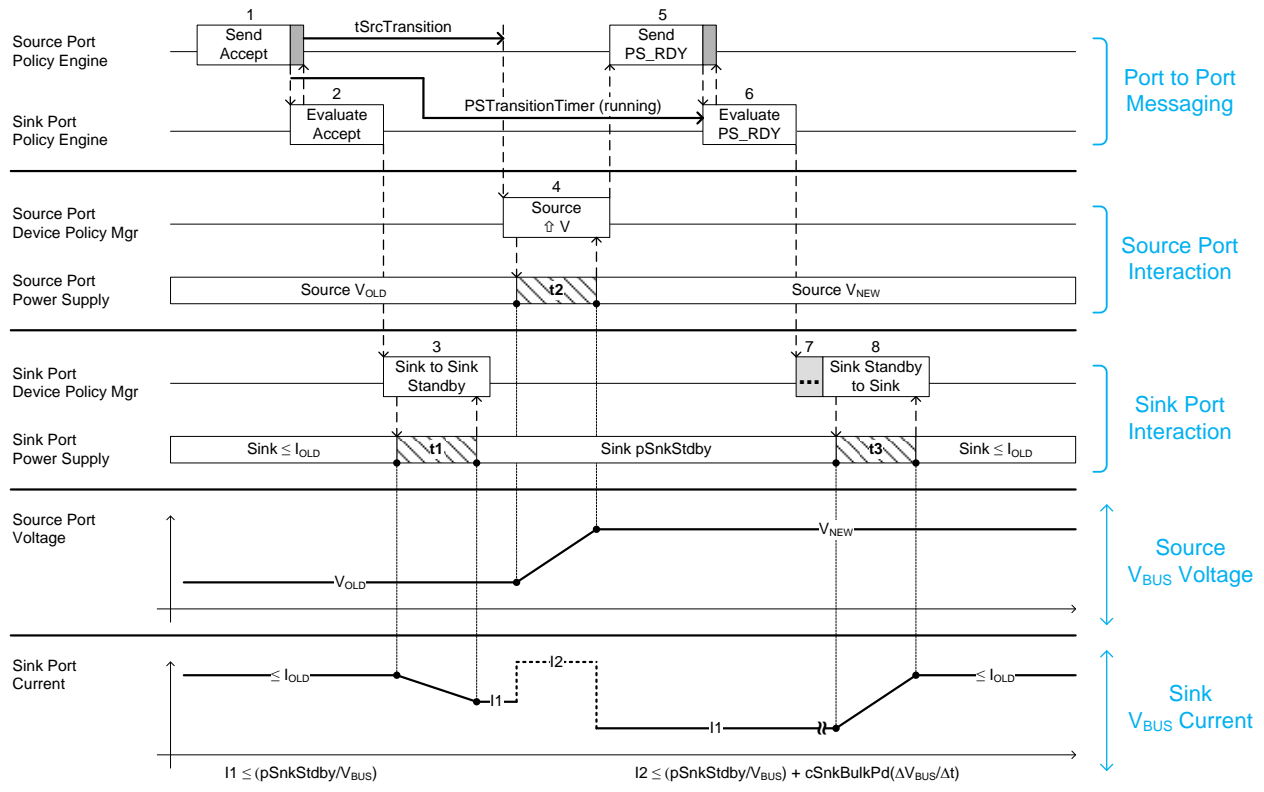 1
Source Port
Policy Engine
Send
Accept
tSrcTransition
5
Send
PS_RDY
2
Sink Port
Policy Engine
Evaluate
Accept
PSTransitionTimer (running)
6
Evaluate
PS_RDY
Port to Port
Messaging
Source Port
Device Policy Mgr
4
Source
⇧ V
Source Port
Power Supply
Source V_OLD
t2
Source V_NEW
Source Port
Interaction
Sink Port
Device Policy Mgr
3
Sink to Sink
Standby
7
...
8
Sink Standby
to Sink
Sink Port
Power Supply
Sink ≤ I_OLD
t1
Sink pSnkStdby
t3
Sink ≤ I_OLD
Sink Port
Interaction
Source Port
Voltage
V_OLD
V_NEW
Source
V_BUS Voltage
Sink Port
Current
≤ I_OLD
I1
I2
I1
≤ I_OLD
Sink
V_BUS Current
I1 ≤ (pSnkStdby/V_BUS)
I2 ≤ (pSnkStdby/V_BUS) + cSnkBulkPd(ΔV_BUS/Δt)